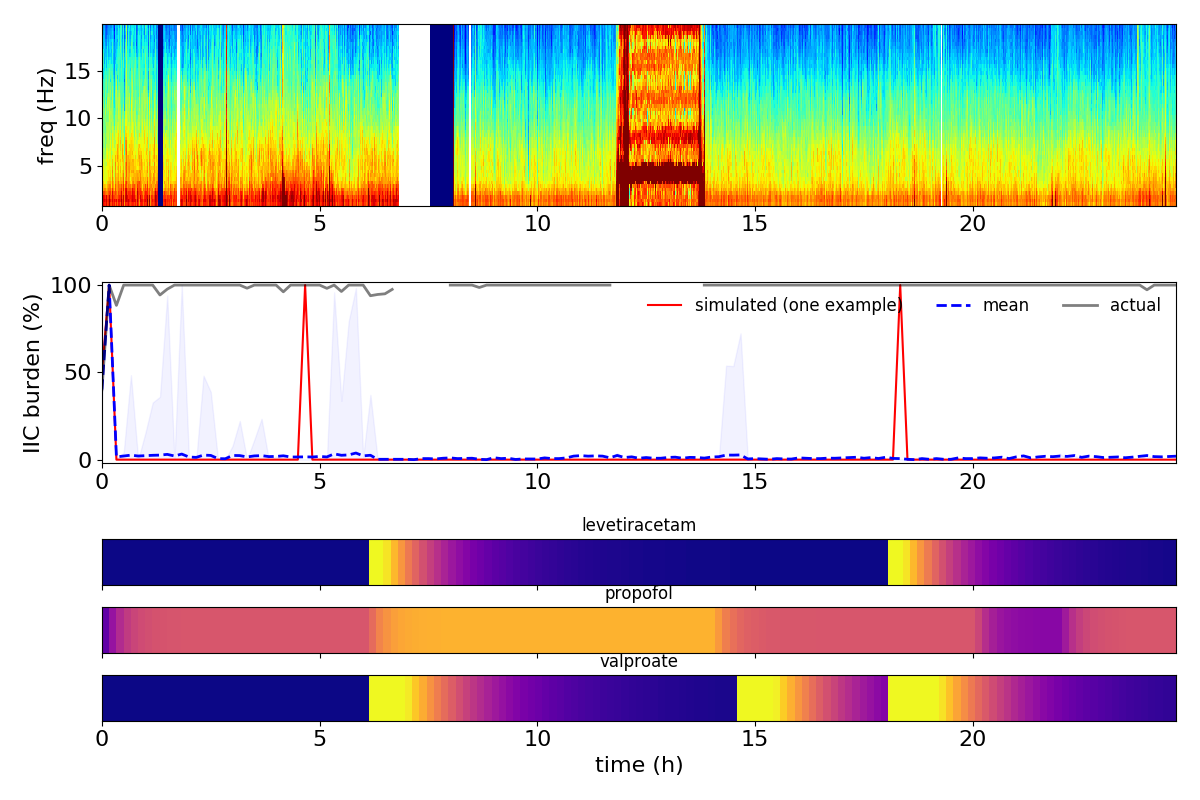 freq (Hz)
15
10
5
0 5 10 15 20
IIC burden (%)
100
50
0
simulated (one example) mean actual
0 5 10 15 20
levetiracetam
propofol
valproate
0 5 10 15 20
time (h)